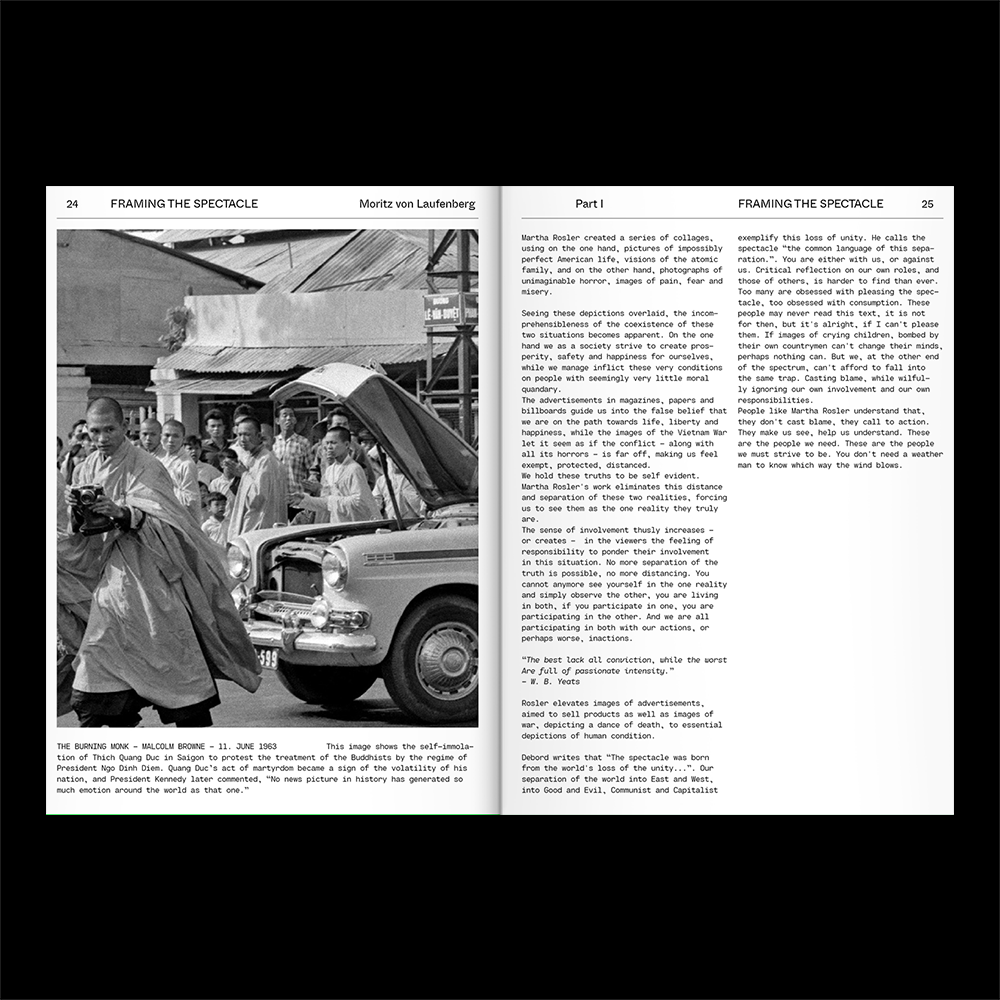 24 FRAMING THE SPECTACLE Moritz von Laufenberg
LÊ-VĂN-DUYỆT
PHAN
-599
THE BURNING MONK – MALCOLM BROWNE – 11. JUNE 1963 This image shows the self-immola-
tion of Thich Quang Duc in Saigon to protest the treatment of the Buddhists by the regime of
President Ngo Dinh Diem. Quang Duc's act of martyrdom became a sign of the volatility of his
nation, and President Kennedy later commented, “No news picture in history has generated so
much emotion around the world as that one.”
Part I FRAMING THE SPECTACLE 25
Martha Rosler created a series of collages,
using on the one hand, pictures of impossibly
perfect American life, visions of the atomic
family, and on the other hand, photographs of
unimaginable horror, images of pain, fear and
misery.
Seeing these depictions overlaid, the incom-
prehensibleness of the coexistence of these
two situations becomes apparent. On the one
hand we as a society strive to create pros-
perity, safety and happiness for ourselves,
while we manage inflict these very conditions
on people with seemingly very little moral
quandary.
The advertisements in magazines, papers and
billboards guide us into the false belief that
we are on the path towards life, liberty and
happiness, while the images of the Vietnam War
let it seem as if the conflict – along with
all its horrors – is far off, making us feel
exempt, protected, distanced.
We hold these truths to be self evident.
Martha Rosler's work eliminates this distance
and separation of these two realities, forcing
us to see them as the one reality they truly
are.
The sense of involvement thusly increases –
or creates –  in the viewers the feeling of
responsibility to ponder their involvement
in this situation. No more separation of the
truth is possible, no more distancing. You
cannot anymore see yourself in the one reality
and simply observe the other, you are living
in both, if you participate in one, you are
participating in the other. And we are all
participating in both with our actions, or
perhaps worse, inactions.
“The best lack all conviction, while the worst
Are full of passionate intensity.”
– W. B. Yeats
Rosler elevates images of advertisements,
aimed to sell products as well as images of
war, depicting a dance of death, to essential
depictions of human condition.
Debord writes that “The spectacle was born
from the world's loss of the unity...”. Our
separation of the world into East and West,
into Good and Evil, Communist and Capitalist
exemplify this loss of unity. He calls the
spectacle “the common language of this sepa-
ration.”. You are either with us, or against
us. Critical reflection on our own roles, and
those of others, is harder to find than ever.
Too many are obsessed with pleasing the spec-
tacle, too obsessed with consumption. These
people may never read this text, it is not
for then, but it's alright, if I can't please
them. If images of crying children, bombed by
their own countrymen can't change their minds,
perhaps nothing can. But we, at the other end
of the spectrum, can't afford to fall into
the same trap. Casting blame, while wilful-
ly ignoring our own involvement and our own
responsibilities.
People like Martha Rosler understand that,
they don't cast blame, they call to action.
They make us see, help us understand. These
are the people we need. These are the people
we must strive to be. You don't need a weather
man to know which way the wind blows.